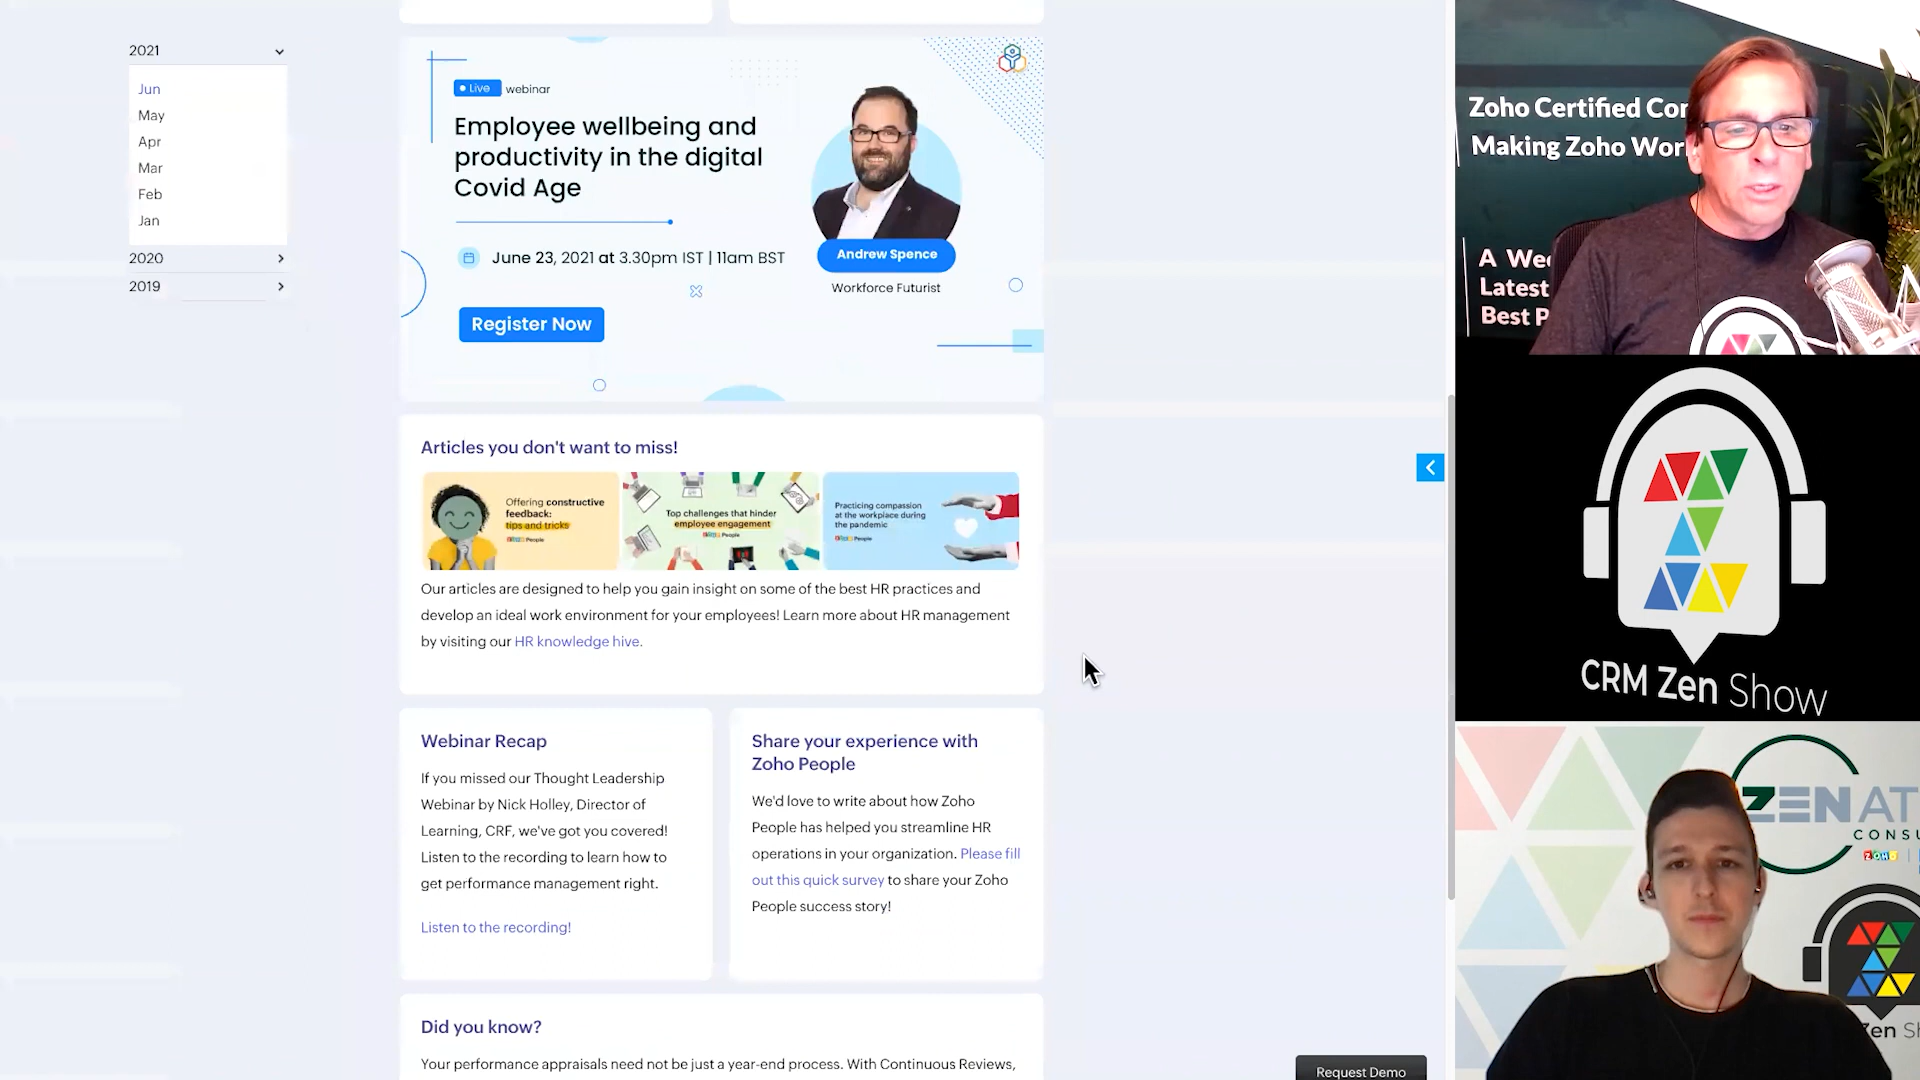 2021
Jun
May
Apr
Mar
Feb
Jan
2020
2019
Live webinar
Employee wellbeing and
productivity in the digital
Covid Age
June 23, 2021 at 3.30pm IST | 11am BST
Register Now
Andrew Spence
Workforce Futurist
Articles you don't want to miss!
Offering constructive
feedback:
tips and tricks
People
Top challenges that hinder
employee engagement
People
Practicing compassion
at the workplace during
the pandemic
People
Our articles are designed to help you gain insight on some of the best HR practices and
develop an ideal work environment for your employees! Learn more about HR management
by visiting our HR knowledge hive.
Webinar Recap
If you missed our Thought Leadership
Webinar by Nick Holley, Director of
Learning, CRF, we've got you covered!
Listen to the recording to learn how to
get performance management right.
Listen to the recording!
Share your experience with
Zoho People
We'd love to write about how Zoho
People has helped you streamline HR
operations in your organization. Please fill
out this quick survey to share your Zoho
People success story!
Did you know?
Your performance appraisals need not be just a year-end process. With Continuous Reviews,
Request Demo
Zoho Certified Con
Making Zoho Wor
A Wee
Latest
Best P
CRM Zen Show
ZENAT
CONSU
ZOHO
Zen Sh